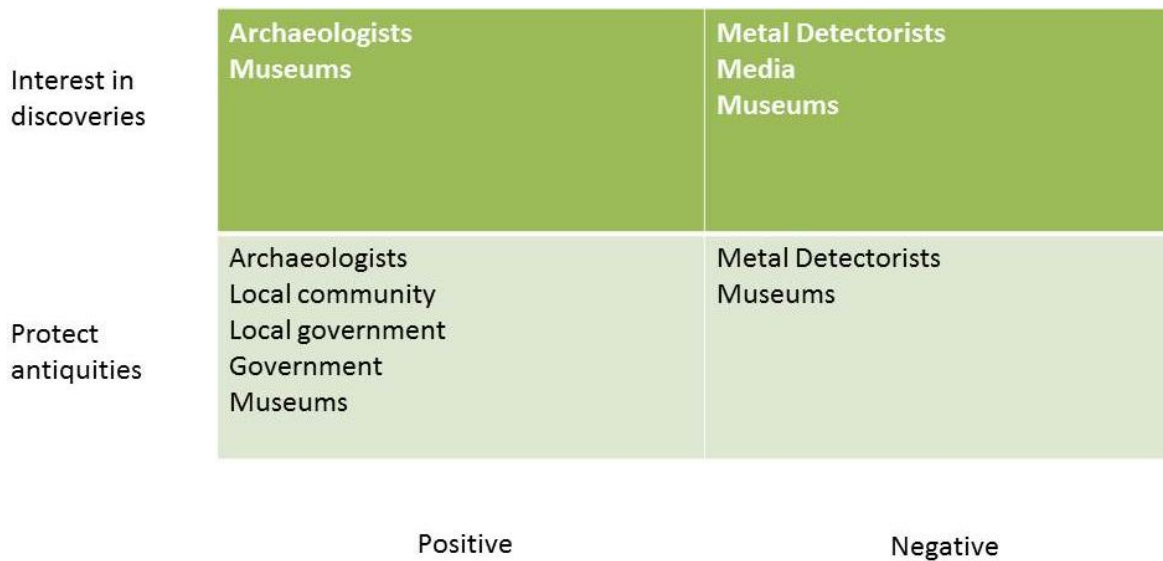 Interest in
discoveries
Archaeologists
Museums
Metal Detectorists
Media
Museums
Protect
antiquities
Archaeologists
Local community
Local government
Government
Museums
Metal Detectorists
Museums
Positive
Negative